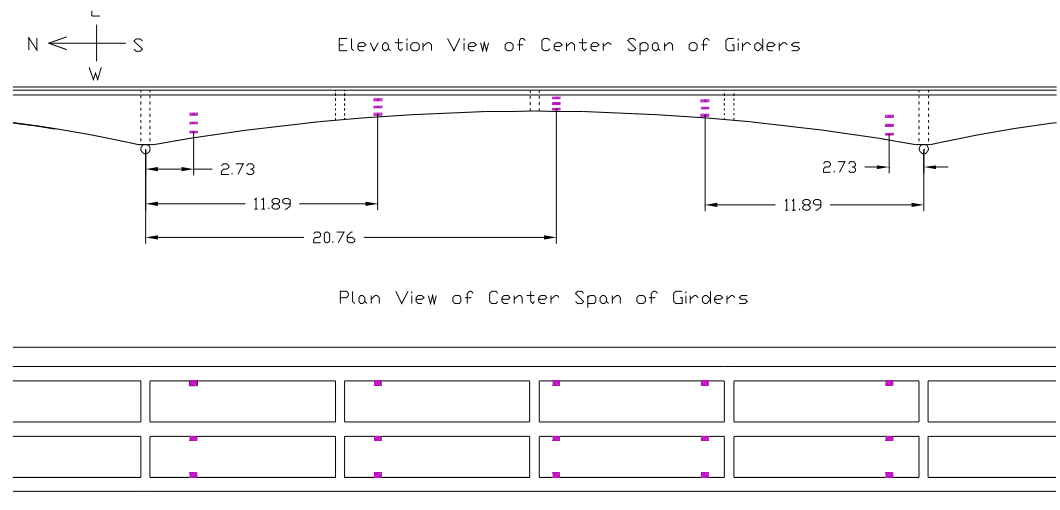 N S
W
Elevation View of Center Span of Girders
2.73 2.73
11.89 11.89
20.76
Plan View of Center Span of Girders